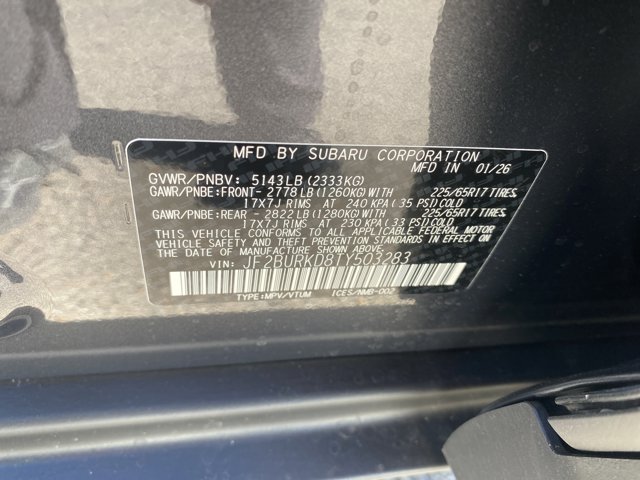 MFD BY SUBARU CORPORATION
MFD IN 01/26
GVWR/PNBV: 5143LB(2333KG)
GAWR/PNBE:FRONT- 2778 LB(1260KG)WITH 225/65R17 TIRES,
17X7J RIMS AT 240 KPA(35 PSI)COLD
GAWR/PNBE:REAR - 2822LB(1280KG)WITH 225/65R17TIRES,
17X7J RIMS AT 230 KPA(33 PSI)COLD
THIS VEHICLE CONFORMS TO ALL APPLICABLE FEDERAL MOTOR
VEHICLE SAFETY AND THEFT PREVENTION STANDARDS IN EFFECT ON
THE DATE OF MANUFACTURE SHOWN ABOVE.
VIN: JF2BURKD8TY503283
TYPE:MPV/VTUM ICES/NMB-002